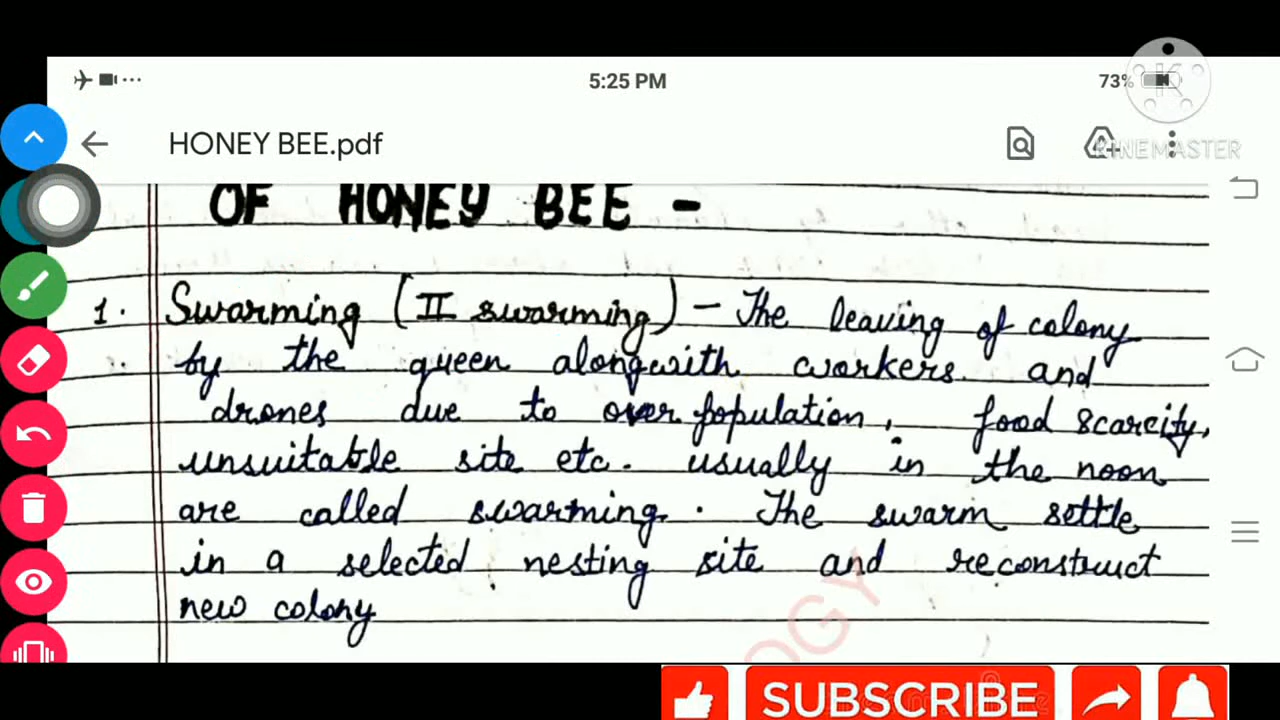 5:25 PM
73%
HONEY BEE.pdf
KINEMASTER
OF HONEY BEE -
1. Swarming (II swarming) - The leaving of colony
by the queen alongwith workers. and
drones due to over population, food scarcity,
unsuitable site etc. usually in the noon
are called swarming. The swarm settle
in a selected nesting site and reconstruct
new colony
OGY
SUBSCRIBE